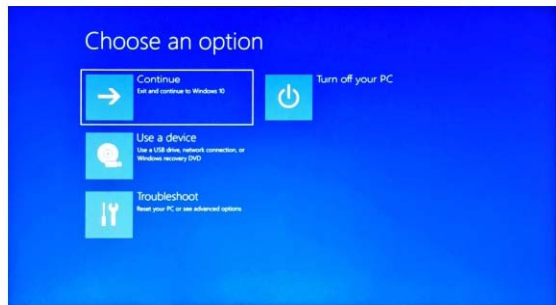 Choose an option
Continue
Exit and continue to Windows 10
Turn off your PC
Use a device
Use a USB drive, network connection, or
Windows recovery DVD
Troubleshoot
Reset your PC or see advanced options